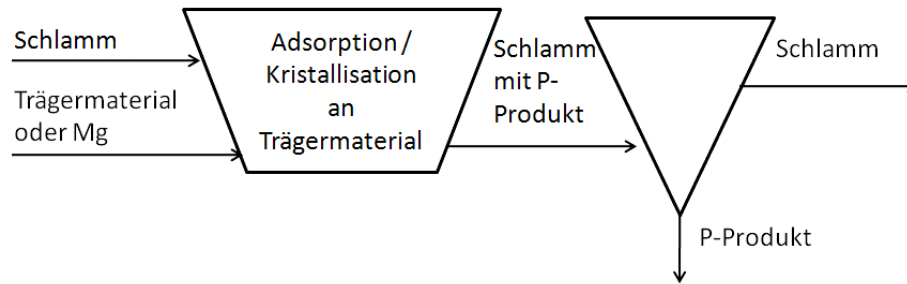 Schlamm
Trägermaterial
oder Mg
Adsorption /
Kristallisation
an
Trägermaterial
Schlamm
mit P-
Produkt
Schlamm
P-Produkt